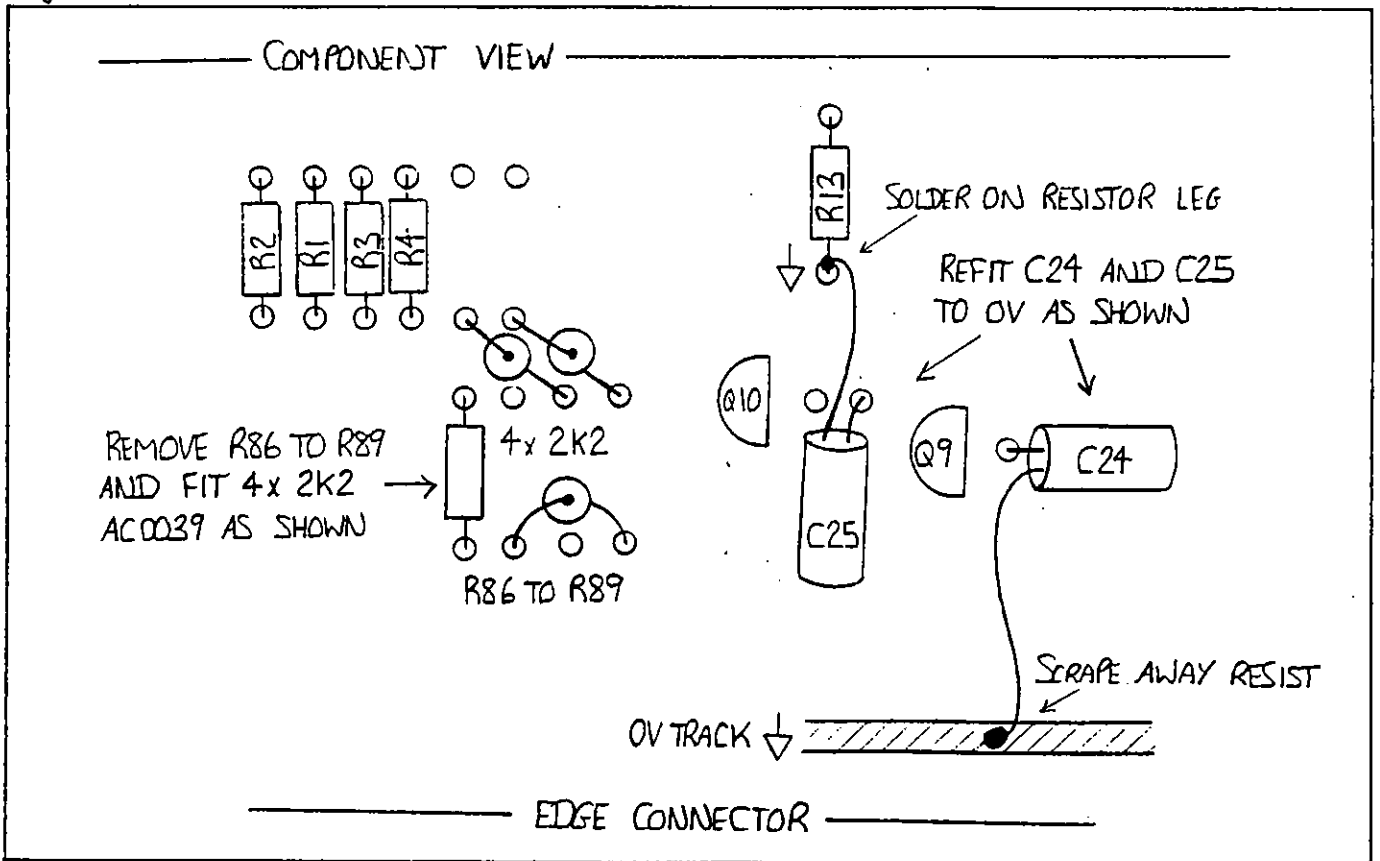 COMPONENT VIEW
R2
R1
R3
R4
R13
SOLDER ON RESISTOR LEG
REFIT C24 AND C25
TO 0V AS SHOWN
Q10
Q9
C24
C25
4x 2K2
REMOVE R86 TO R89
AND FIT 4x 2K2
AC0039 AS SHOWN
R86 TO R89
SCRAPE AWAY RESIST
0V TRACK
EDGE CONNECTOR